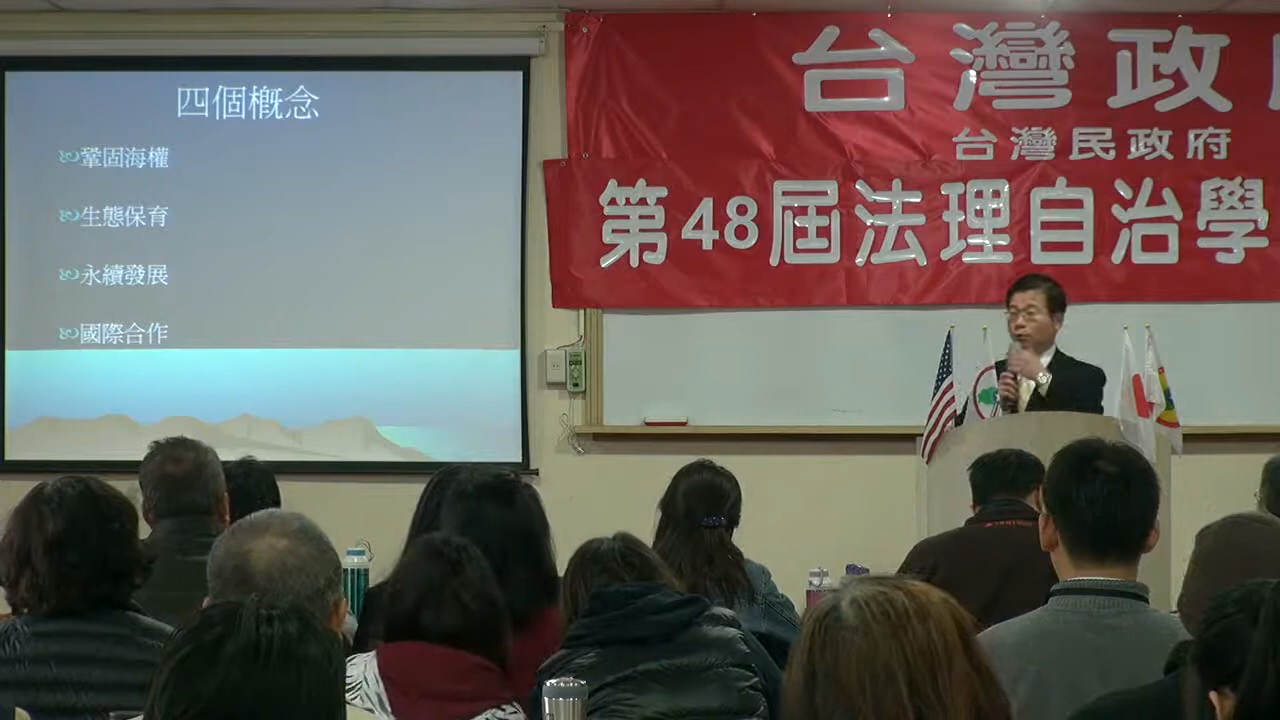 四個概念
鞏固海權
生態保育
永續發展
國際合作
台灣政
台灣民政府
第48屆法理自治學